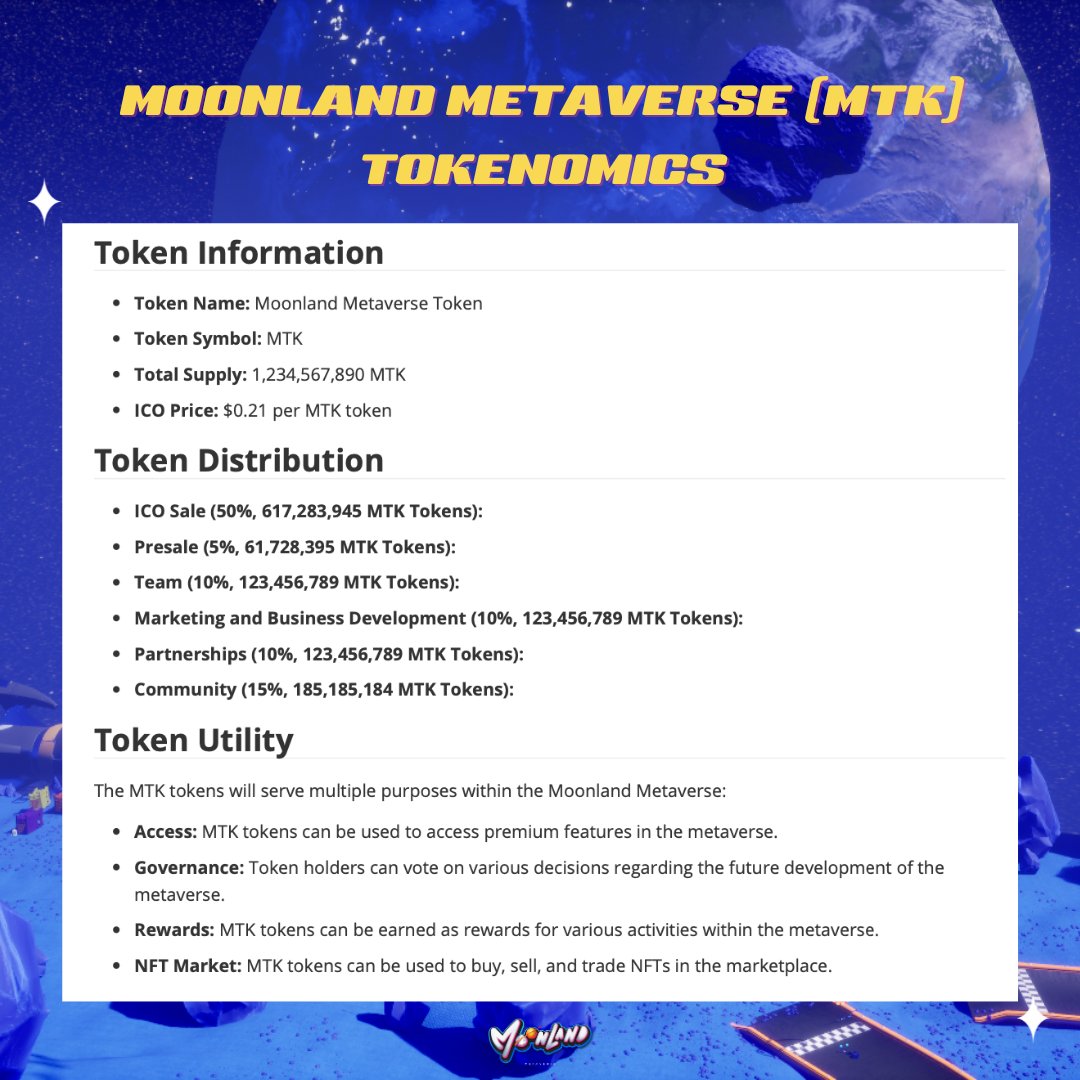 MOONLAND METAVERSE (MTK)
TOKENOMICS
Token Information
• Token Name: Moonland Metaverse Token
• Token Symbol: MTK
• Total Supply: 1,234,567,890 MTK
• ICO Price: $0.21 per MTK token
Token Distribution
• ICO Sale (50%, 617,283,945 MTK Tokens):
• Presale (5%, 61,728,395 MTK Tokens):
• Team (10%, 123,456,789 MTK Tokens):
• Marketing and Business Development (10%, 123,456,789 MTK Tokens):
• Partnerships (10%, 123,456,789 MTK Tokens):
• Community (15%, 185,185,184 MTK Tokens):
Token Utility
The MTK tokens will serve multiple purposes within the Moonland Metaverse:
• Access: MTK tokens can be used to access premium features in the metaverse.
• Governance: Token holders can vote on various decisions regarding the future development of the
metaverse.
• Rewards: MTK tokens can be earned as rewards for various activities within the metaverse.
• NFT Market: MTK tokens can be used to buy, sell, and trade NFTs in the marketplace.
MOONLAND